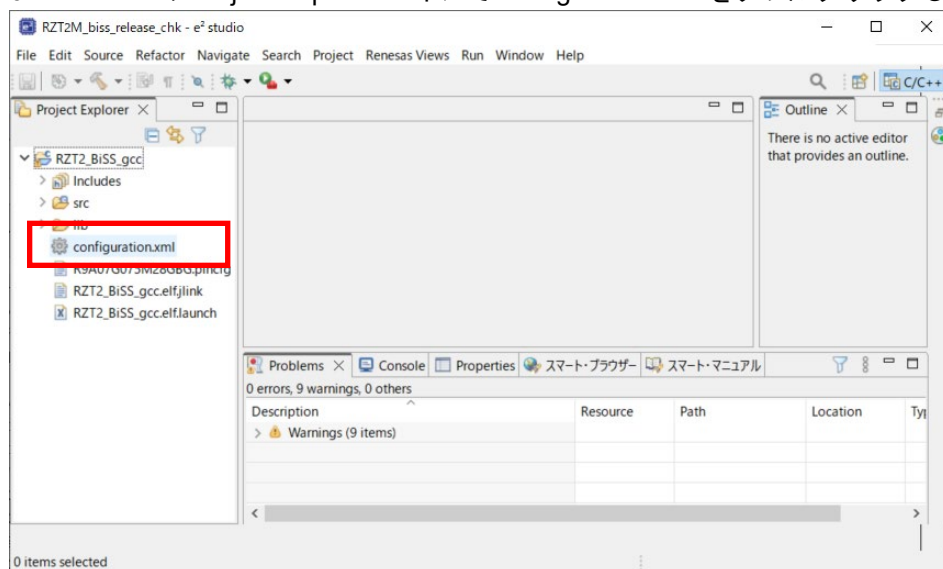 RZT2M_biss_release_chk - e² studio
File Edit Source Refactor Navigate Search Project Renesas Views Run Window Help
C/C++
Project Explorer
Outline
There is no active editor that provides an outline.
RZT2_BiSS_gcc
Includes
src
lib
configuration.xml
R9A07G075M28GBG.pincfg
RZT2_BiSS_gcc.elf.jlink
RZT2_BiSS_gcc.elf.launch
Problems Console Properties スマート・ブラウザー スマート・マニュアル
0 errors, 9 warnings, 0 others
Description Resource Path Location
Warnings (9 items)
0 items selected